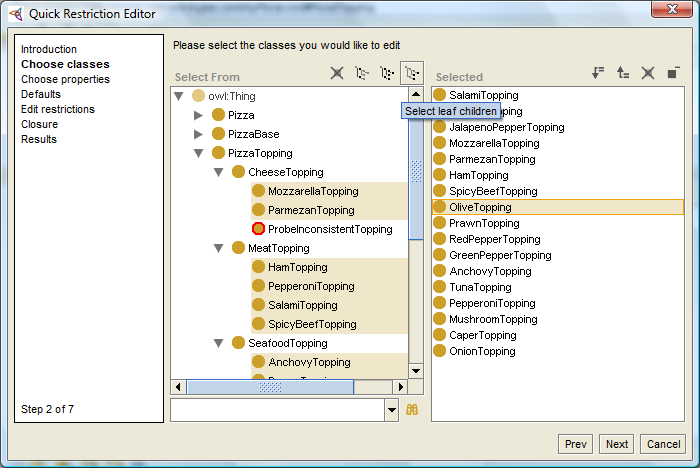 Quick Restriction Editor
Introduction
Choose classes
Choose properties
Defaults
Edit restrictions
Closure
Results
Step 2 of 7
Please select the classes you would like to edit
Select From
owl:Thing
Pizza
PizzaBase
PizzaTopping
CheeseTopping
MozzarellaTopping
ParmezanTopping
ProbeInconsistentTopping
MeatTopping
HamTopping
PepperoniTopping
SalamiTopping
SpicyBeefTopping
SeafoodTopping
AnchovyTopping
Select leaf children
Selected
SalamiTopping
pping
JalapenoPepperTopping
MozzarellaTopping
ParmezanTopping
HamTopping
SpicyBeefTopping
OliveTopping
PrawnTopping
RedPepperTopping
GreenPepperTopping
AnchovyTopping
TunaTopping
PepperoniTopping
MushroomTopping
CaperTopping
OnionTopping
Prev
Next
Cancel